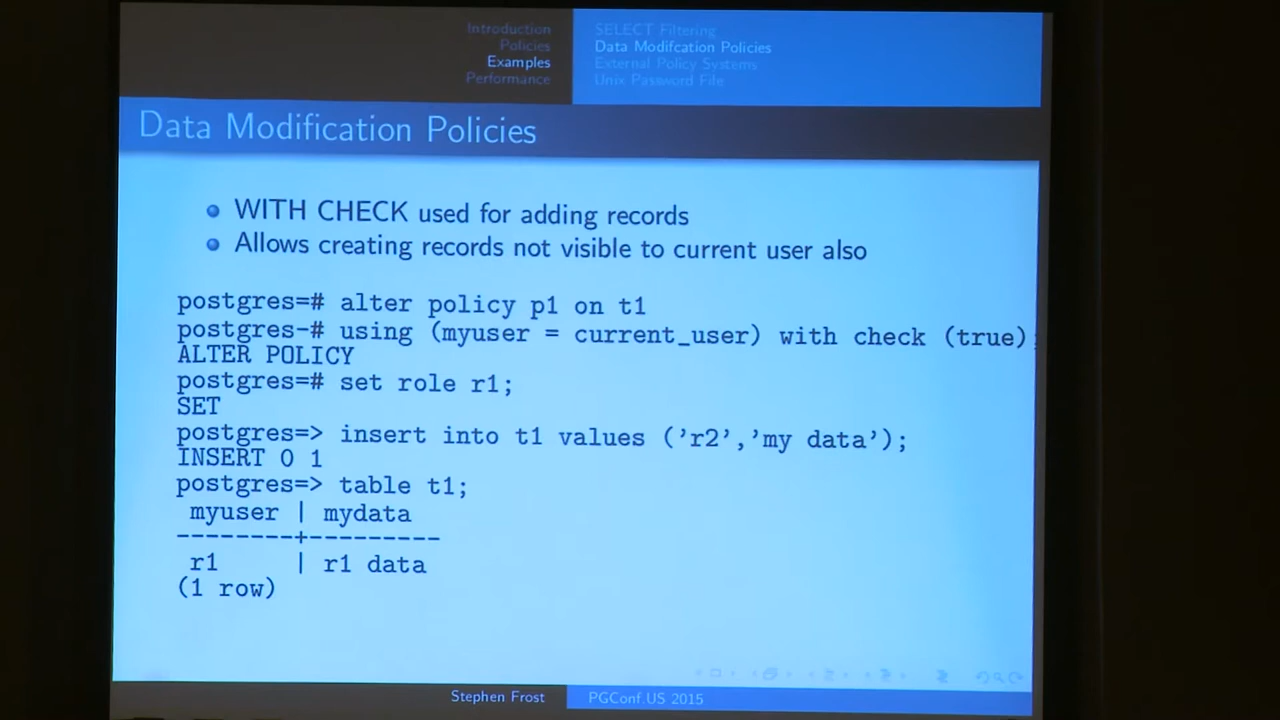 Introduction
Policies
Examples
Performance
SELECT Filtering
Data Modifcation Policies
External Policy Systems
Unix Password File
Data Modification Policies
WITH CHECK used for adding records
Allows creating records not visible to current user also
postgres=# alter policy p1 on t1
postgres-# using (myuser = current_user) with check (true);
ALTER POLICY
postgres=# set role r1;
SET
postgres=> insert into t1 values ('r2','my data');
INSERT 0 1
postgres=> table t1;
myuser | mydata
--------+---------
r1 | r1 data
(1 row)
Stephen Frost
PGConf.US 2015